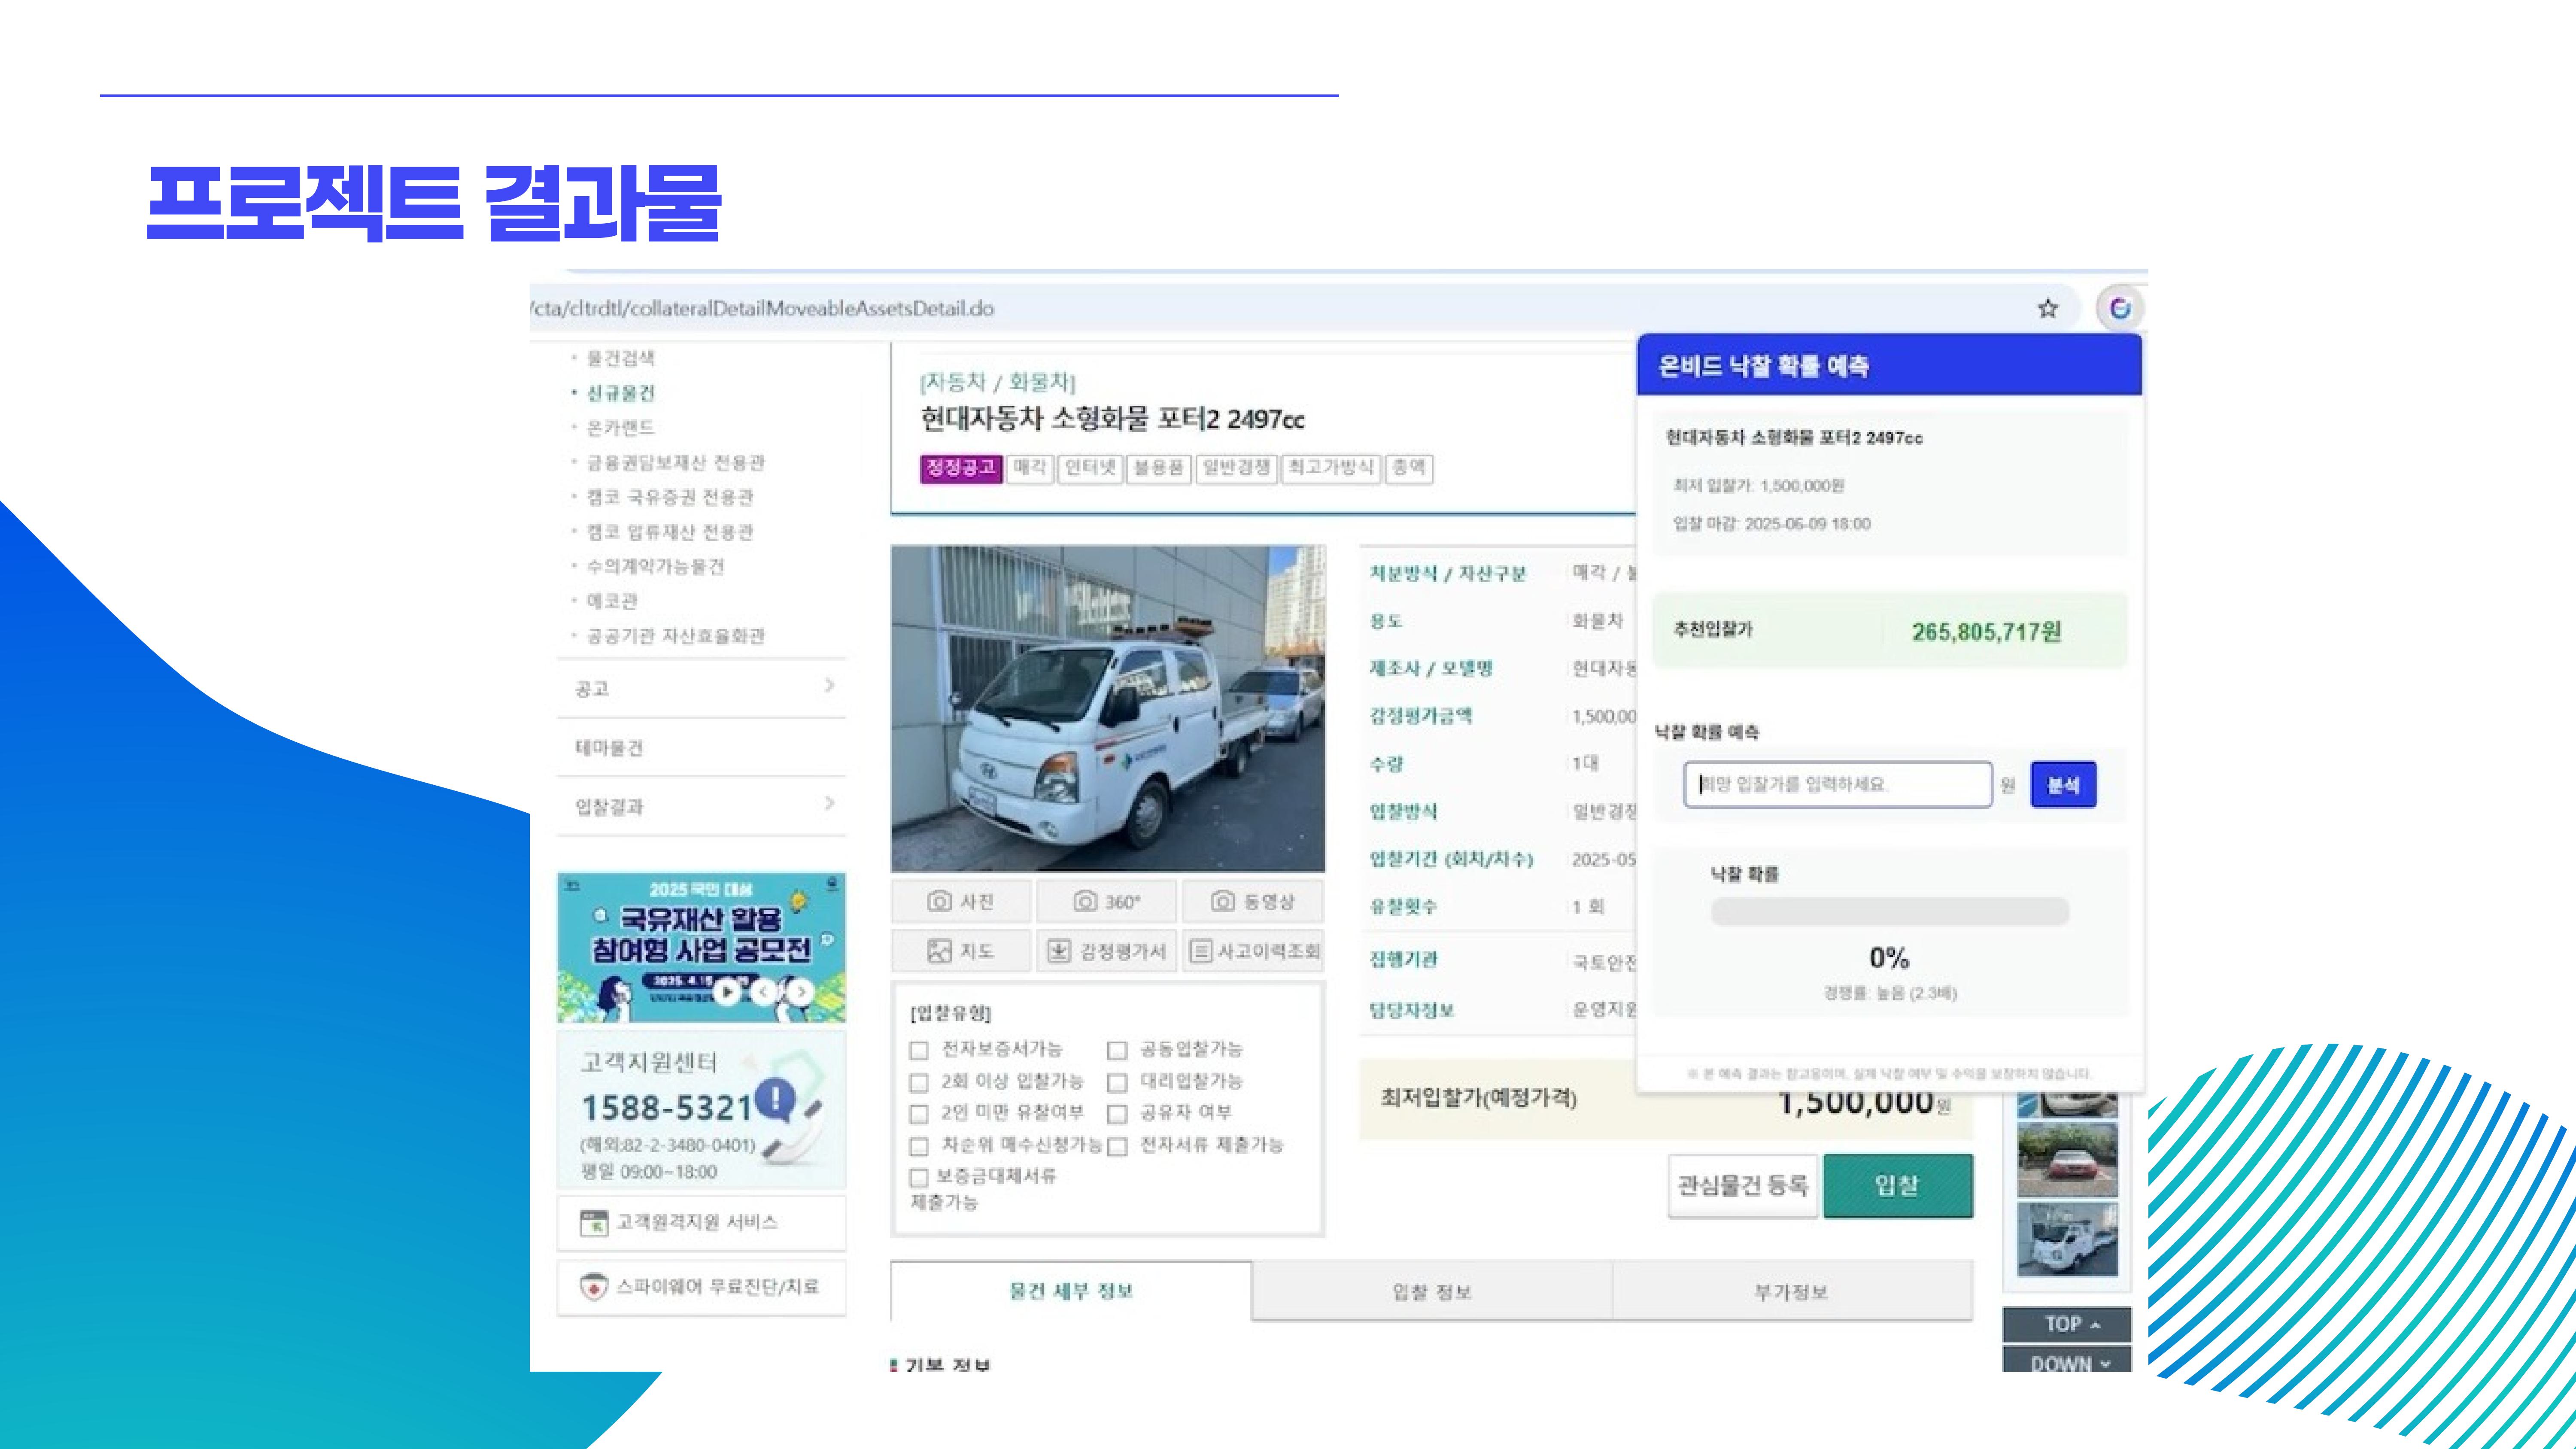 프로젝트 결과물
/cta/cltrdtl/collateralDetailMoveableAssetsDetail.do
물건검색
신규물건
온카랜드
금융권담보재산 전용관
캠코 국유증권 전용관
캠코 압류재산 전용관
수의계약가능물건
에코관
공공기관 자산효율화관
공고
테마물건
입찰결과
2025 국민 대상
국유재산 활용
참여형 사업 공모전
고객지원센터
1588-5321
(해외:82-2-3480-0401)
평일 09:00~18:00
고객원격지원 서비스
스파이웨어 무료진단/치료
[자동차 / 화물차]
현대자동차 소형화물 포터2 2497cc
정정공고 매각 인터넷 불용품 일반경쟁 최고가방식 총액
사진 360° 동영상
지도 감정평가서 사고이력조회
[입찰유형]
전자보증서가능 공동입찰가능
2회 이상 입찰가능 대리입찰가능
2인 미만 유찰여부 공유자 여부
차순위 매수신청가능 전자서류 제출가능
보증금대체서류
제출가능
처분방식 / 자산구분 매각 /
용도 화물차
제조사 / 모델명 현대자동
감정평가금액 1,500,00
수량 1대
입찰방식 일반경쟁
입찰기간 (회차/차수) 2025-05
유찰횟수 1 회
집행기관 국토안전
담당자정보 운영지원
최저입찰가(예정가격) 1,500,000원
관심물건 등록 입찰
물건 세부 정보 입찰 정보 부가정보
기본 정보
온비드 낙찰 확률 예측
현대자동차 소형화물 포터2 2497cc
최저 입찰가: 1,500,000원
입찰 마감: 2025-06-09 18:00
추천입찰가 265,805,717원
낙찰 확률 예측
희망 입찰가를 입력하세요. 원 분석
낙찰 확률
0%
경쟁률: 높음 (2.3배)
※ 본 예측 결과는 참고용이며, 실제 낙찰 여부 및 수익을 보장하지 않습니다.
TOP
DOWN